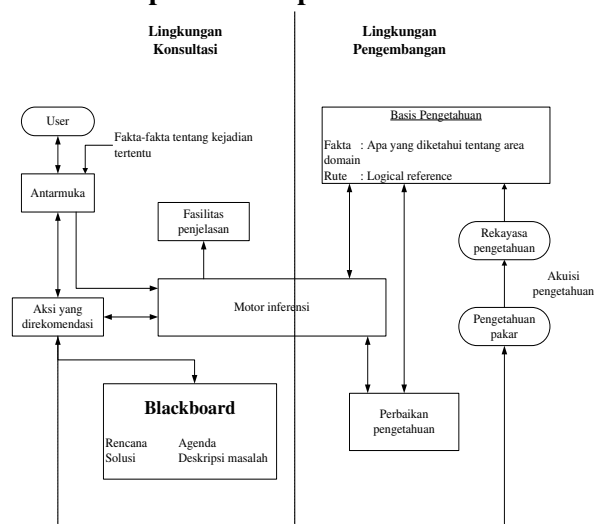 Lingkungan
Konsultasi
Lingkungan
Pengembangan
User
Fakta-fakta tentang kejadian
tertentu
Antarmuka
Basis Pengetahuan
Fakta : Apa yang diketahui tentang area
domain
Rute : Logical reference
Fasilitas
penjelasan
Rekayasa
pengetahuan
Akuisi
pengetahuan
Aksi yang
direkomendasi
Motor inferensi
Pengetahuan
pakar
Blackboard
Rencana Agenda
Solusi Deskripsi masalah
Perbaikan
pengetahuan